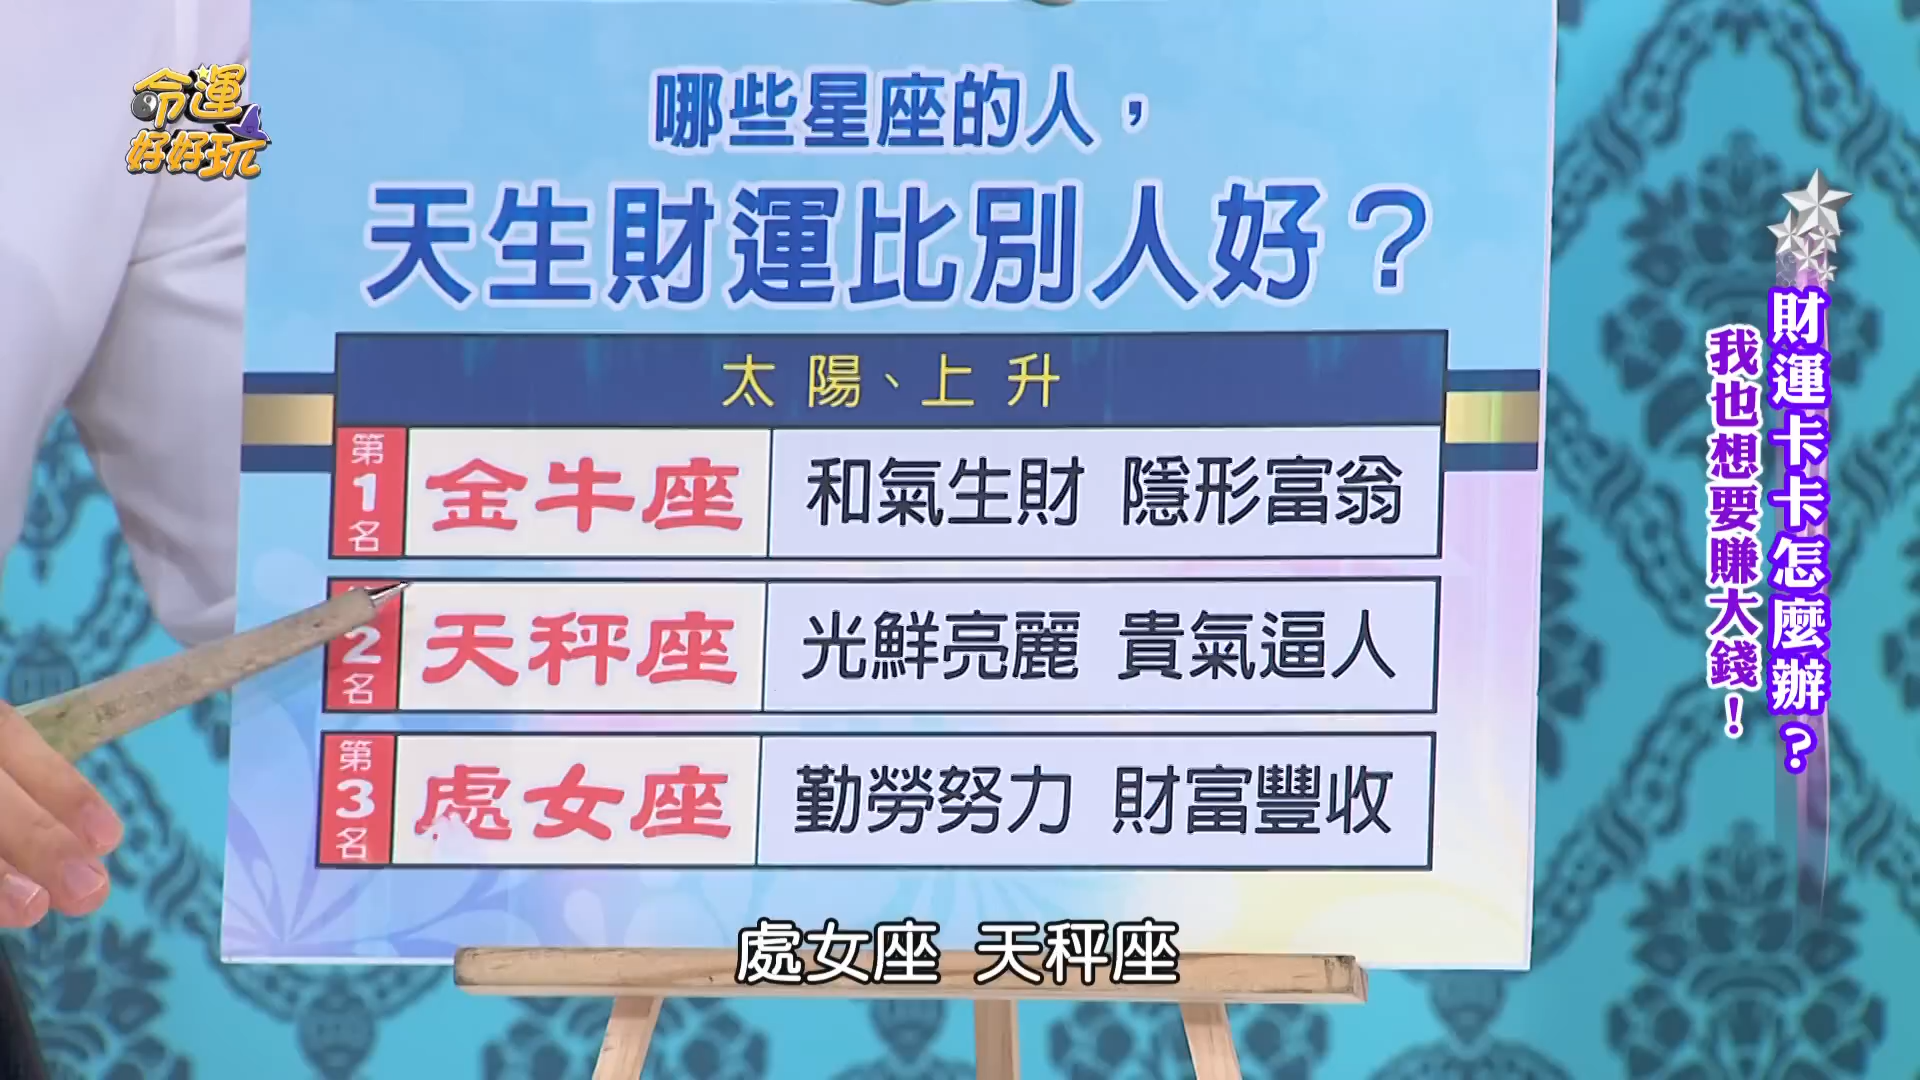 命運
好好玩
哪些星座的人，
天生財運比別人好？
太陽、上升
第1名 金牛座 和氣生財 隱形富翁
2名 天秤座 光鮮亮麗 貴氣逼人
第3名 處女座 勤勞努力 財富豐收
財運卡卡怎麼辦？
我也想要賺大錢！
處女座 天秤座